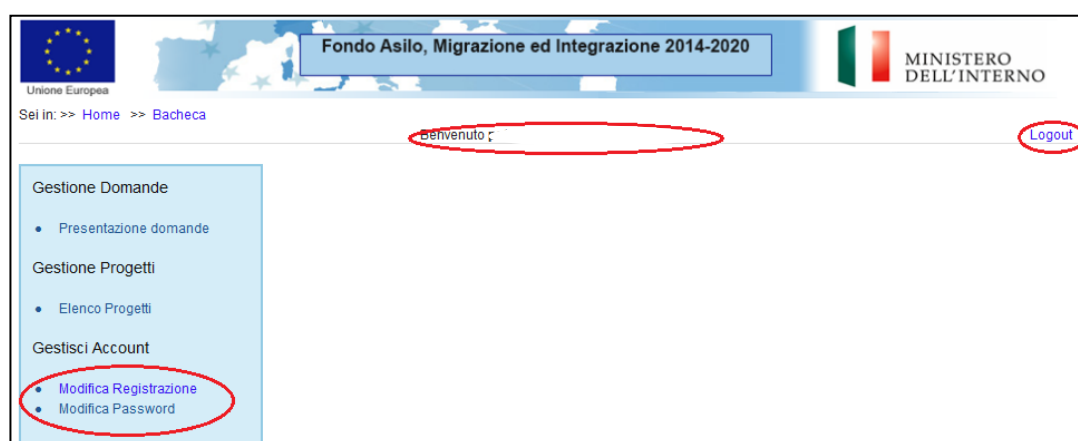 Fondo Asilo, Migrazione ed Integrazione 2014-2020
MINISTERO
DELL'INTERNO
Unione Europea
Sei in: >> Home >> Bacheca
Benvenuto
Logout
Gestione Domande
• Presentazione domande
Gestione Progetti
• Elenco Progetti
Gestisci Account
• Modifica Registrazione
• Modifica Password